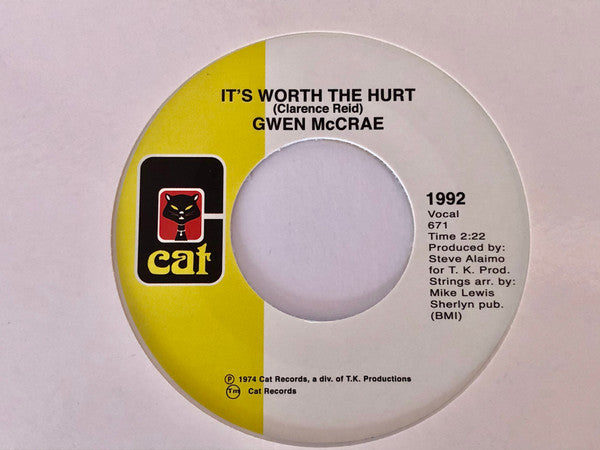 IT'S WORTH THE HURT
(Clarence Reid)
GWEN McCRAE
cat
1992
Vocal
671
Time 2:22
Produced by:
Steve Alaimo
for T. K. Prod.
Strings arr. by:
Mike Lewis
Sherlyn pub.
(BMI)
Ⓟ 1974 Cat Records, a div. of T.K. Productions
Tm Cat Records